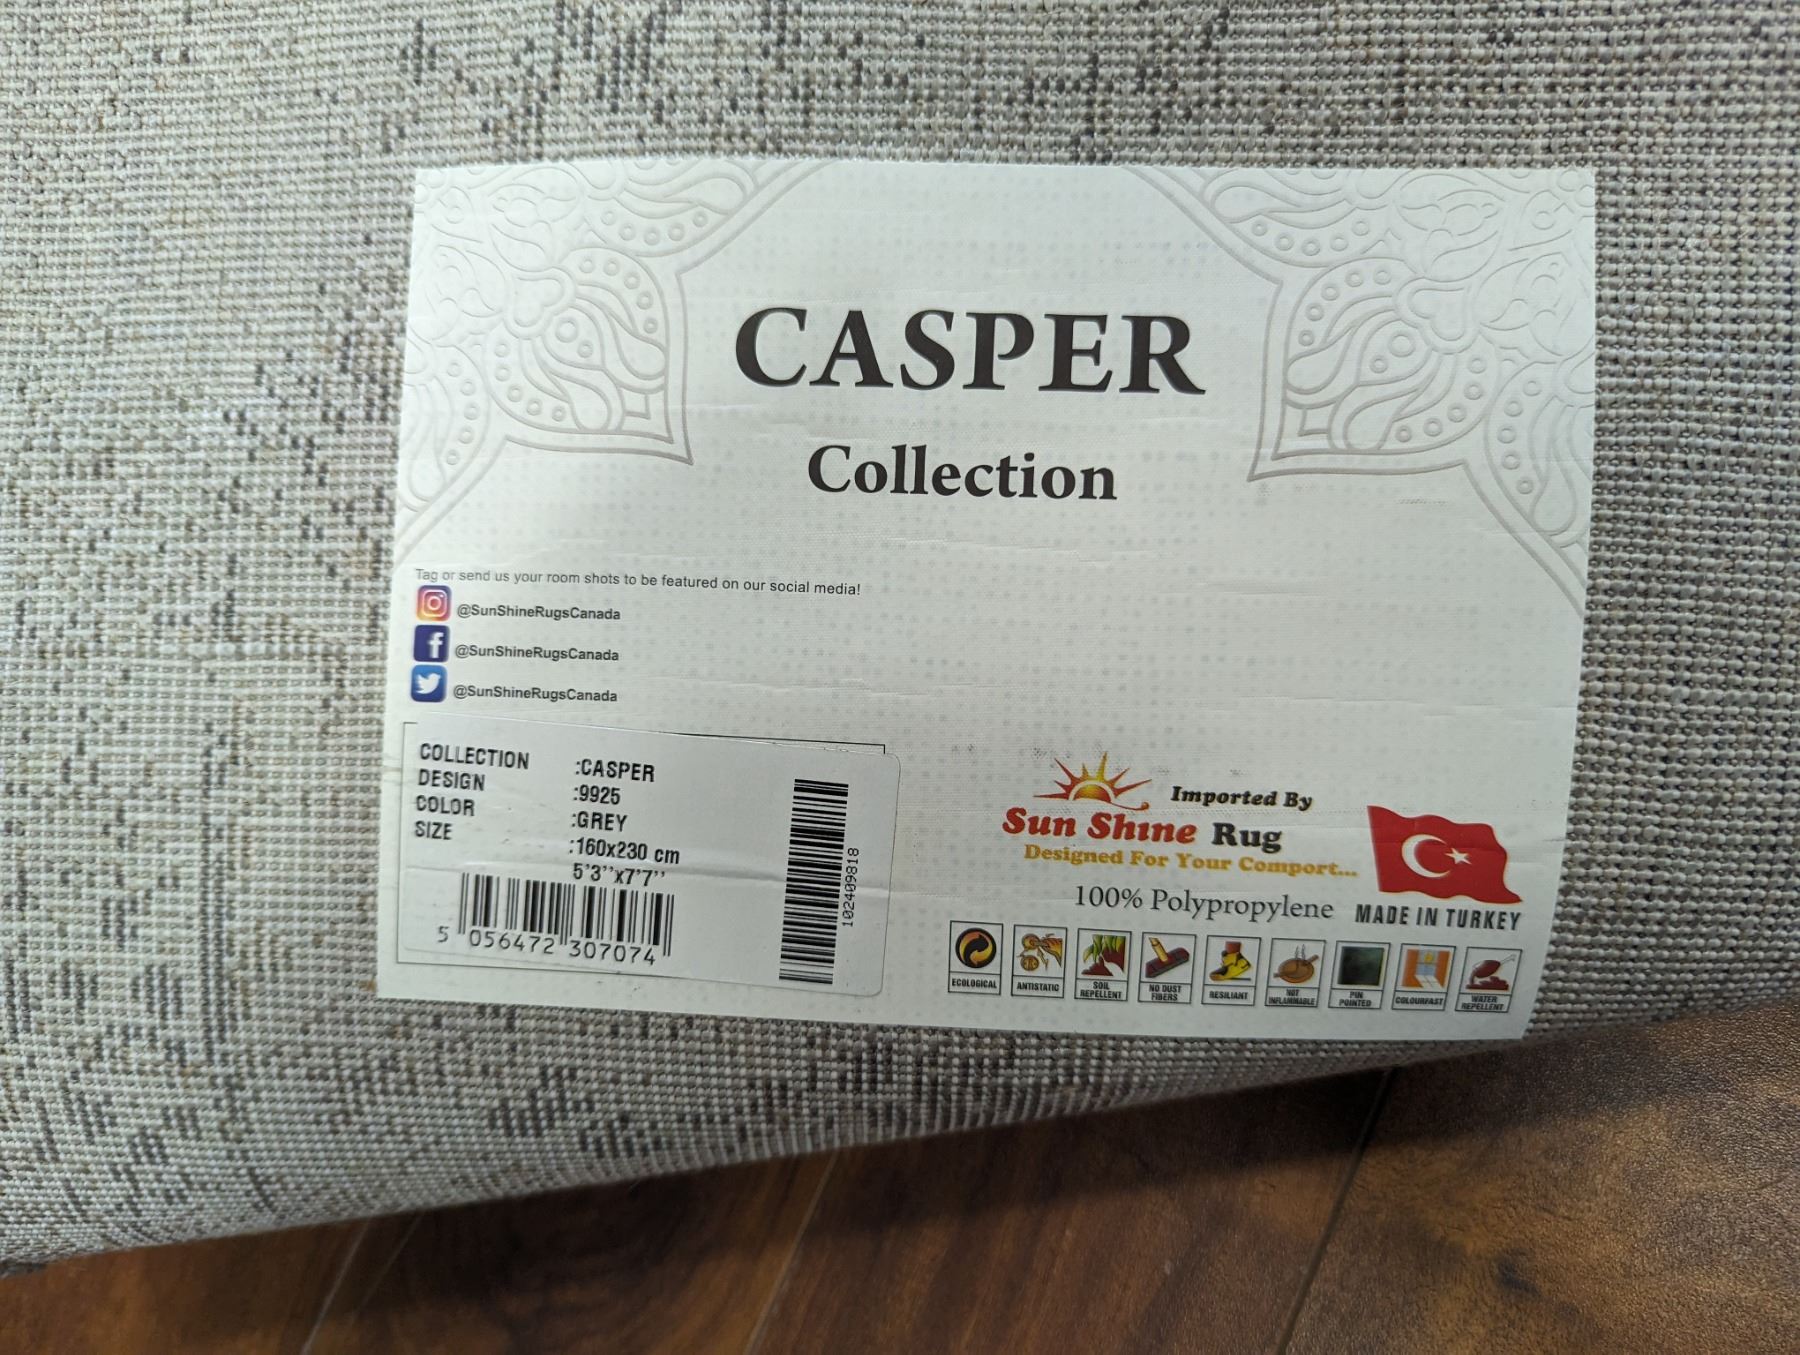 CASPER
Collection
Tag or send us your room shots to be featured on our social media!
@SunShineRugsCanada
@SunShineRugsCanada
@SunShineRugsCanada
COLLECTION :CASPER
DESIGN :9925
COLOR :GREY
SIZE :160x230 cm
5'3''x7'7''
5 056472 307074
102409818
Imported By
Sun Shine Rug
Designed For Your Comport...
100% Polypropylene
MADE IN TURKEY
ECOLOGICAL
ANTISTATIC
SOIL REPELLENT
NO DUST FIBERS
RESILIANT
NOT INFLAMMABLE
PIN POINTED
COLOURFAST
WATER REPELLENT